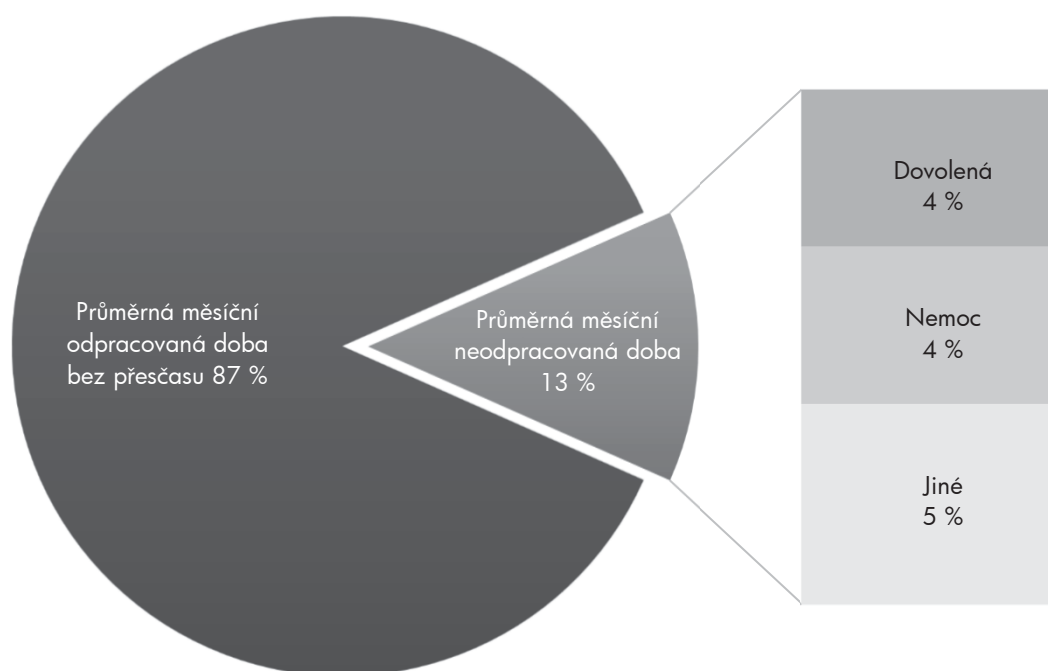 Průměrná měsíční
odpracovaná doba
bez přesčasu 87 %
Průměrná měsíční
neodpracovaná doba
13 %
Dovolená
4 %
Nemoc
4 %
Jiné
5 %